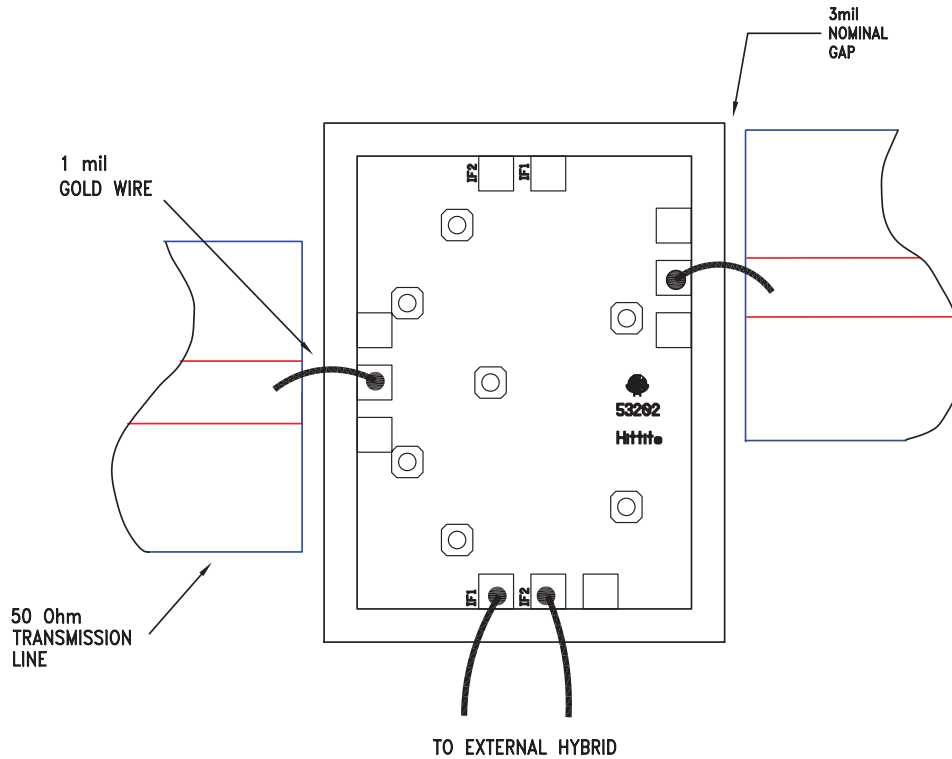 3mil
NOMINAL
GAP
1 mil
GOLD WIRE
IF2
IF1
53202
Hittite
IF1
IF2
50 Ohm
TRANSMISSION
LINE
TO EXTERNAL HYBRID